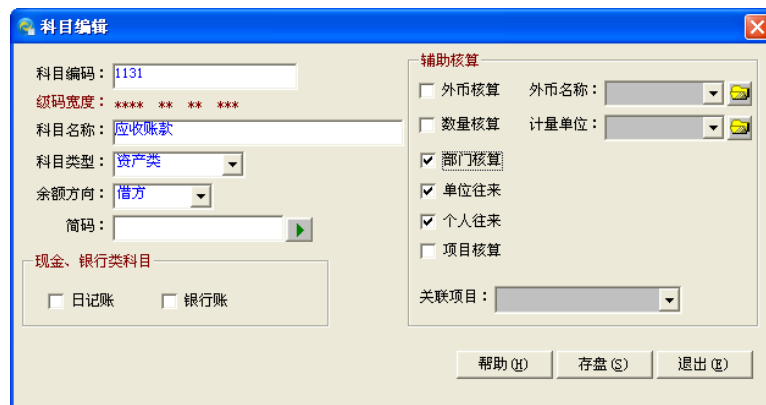 科目编辑
科目编码：1131
级码宽度：**** ** ** ***
科目名称：应收账款
科目类型：资产类
余额方向：借方
简码：
现金、银行类科目
日记账 银行账
辅助核算
外币核算 外币名称：
数量核算 计量单位：
部门核算
单位往来
个人往来
项目核算
关联项目：
帮助(H) 存盘(S) 退出(E)